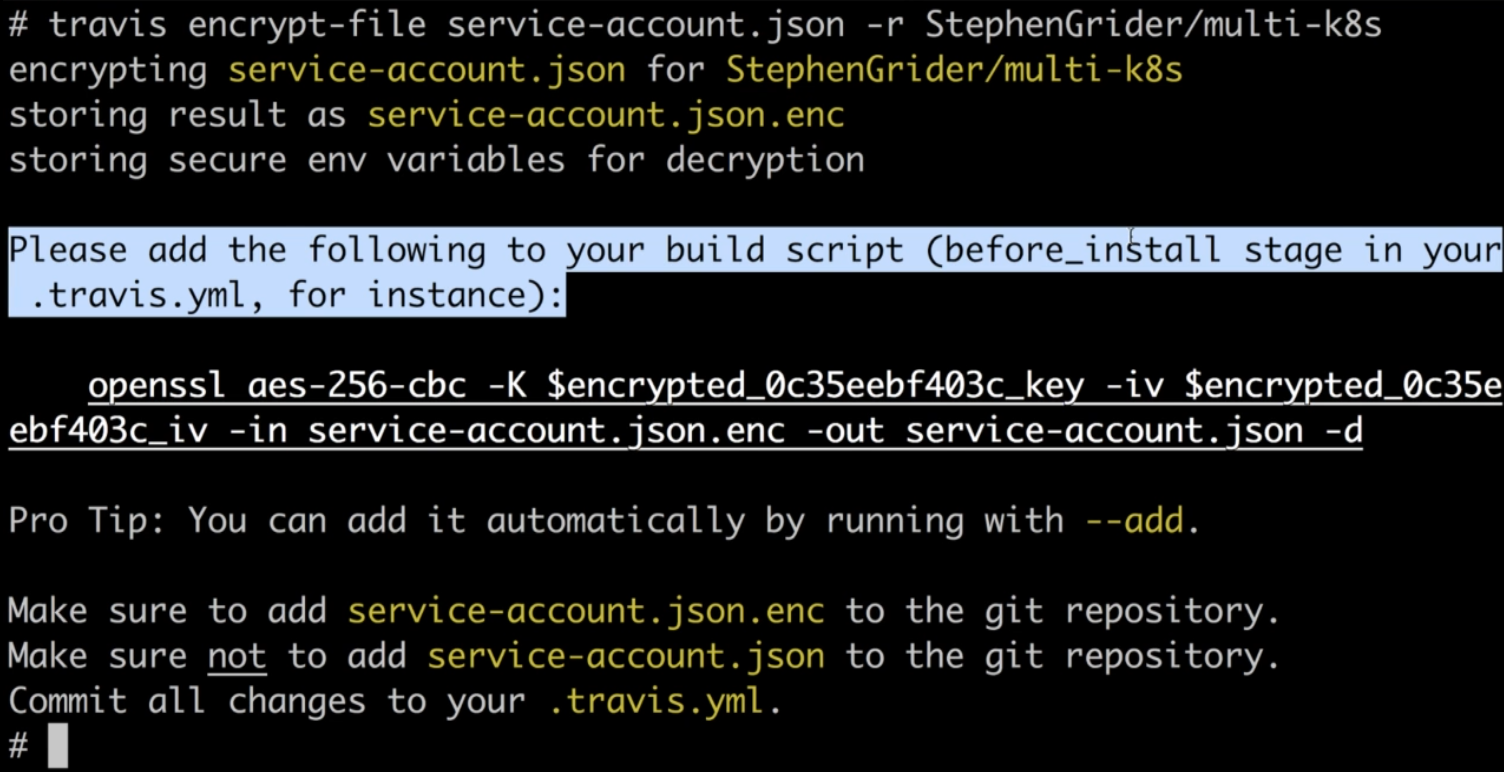 # travis encrypt-file service-account.json -r StephenGrider/multi-k8s
encrypting service-account.json for StephenGrider/multi-k8s
storing result as service-account.json.enc
storing secure env variables for decryption
Please add the following to your build script (before_install stage in your
.travis.yml, for instance):
openssl aes-256-cbc -K $encrypted_0c35eebf403c_key -iv $encrypted_0c35e
ebf403c_iv -in service-account.json.enc -out service-account.json -d
Pro Tip: You can add it automatically by running with --add.
Make sure to add service-account.json.enc to the git repository.
Make sure not to add service-account.json to the git repository.
Commit all changes to your .travis.yml.
#